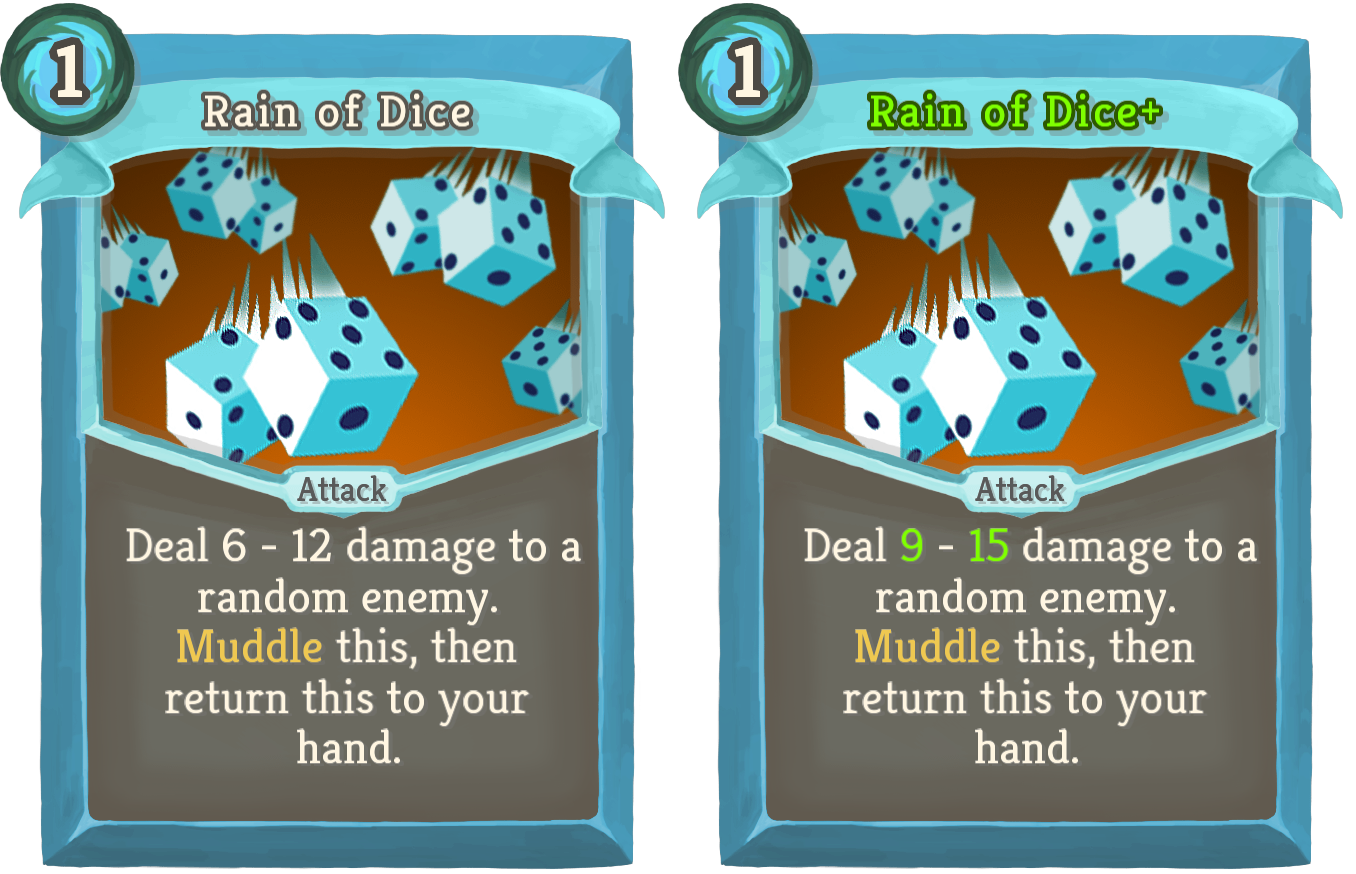 1
Rain of Dice
Attack
Deal 6 - 12 damage to a
random enemy.
Muddle this, then
return this to your
hand.
1
Rain of Dice+
Attack
Deal 9 - 15 damage to a
random enemy.
Muddle this, then
return this to your
hand.